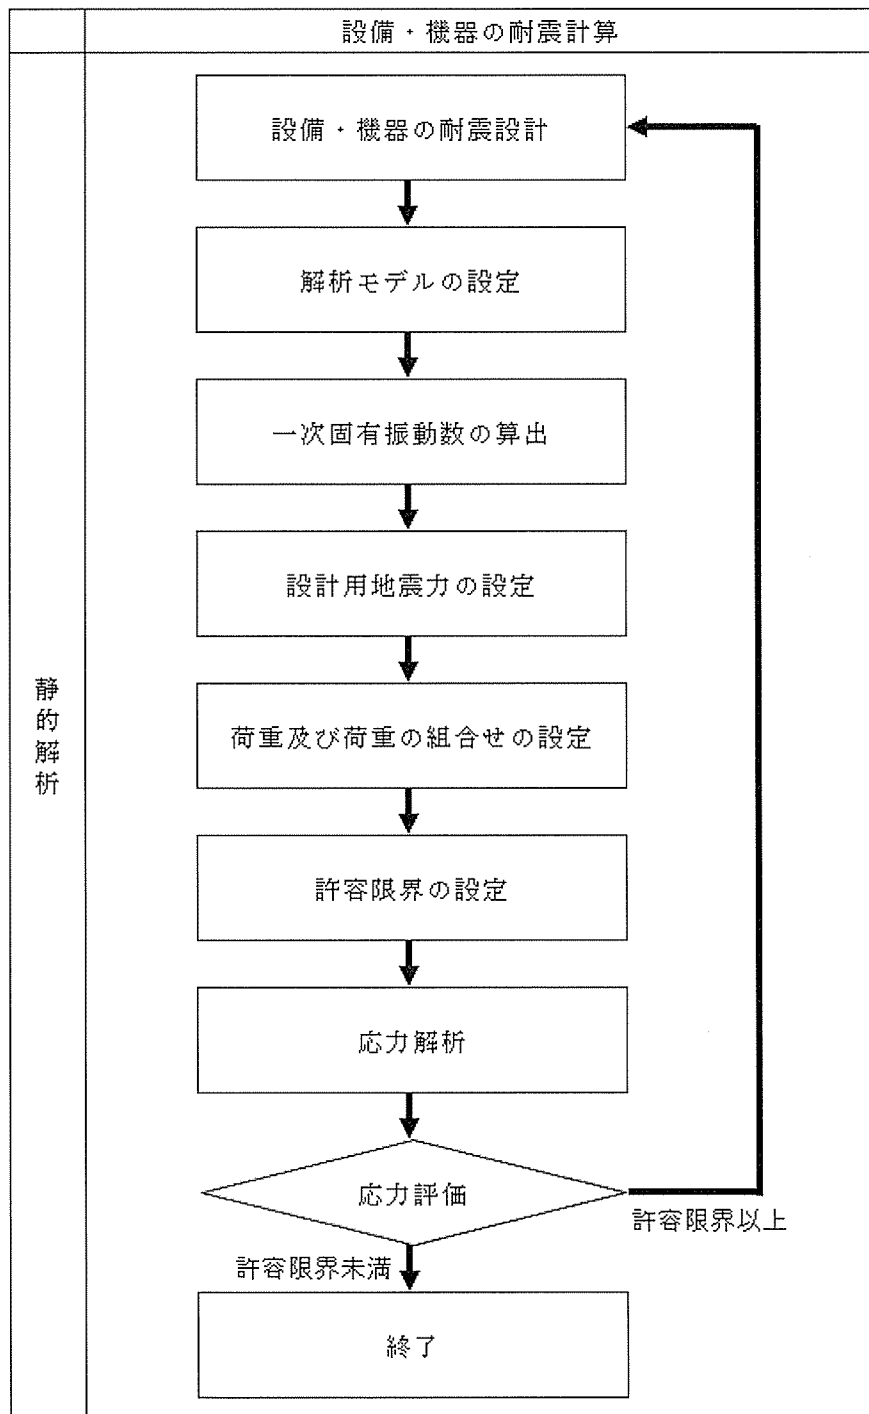 設備・機器の耐震計算
設備・機器の耐震設計
解析モデルの設定
一次固有振動数の算出
設計用地震力の設定
静的解析
荷重及び荷重の組合せの設定
許容限界の設定
応力解析
応力評価
許容限界以上
許容限界未満
終了